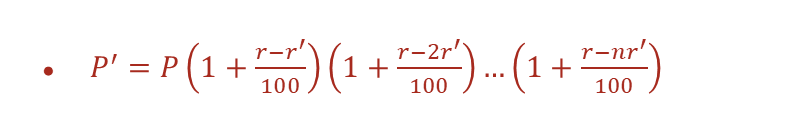 • P′ = P(1 + r−r′/100)(1 + r−2r′/100)…(1 + r−nr′/100)